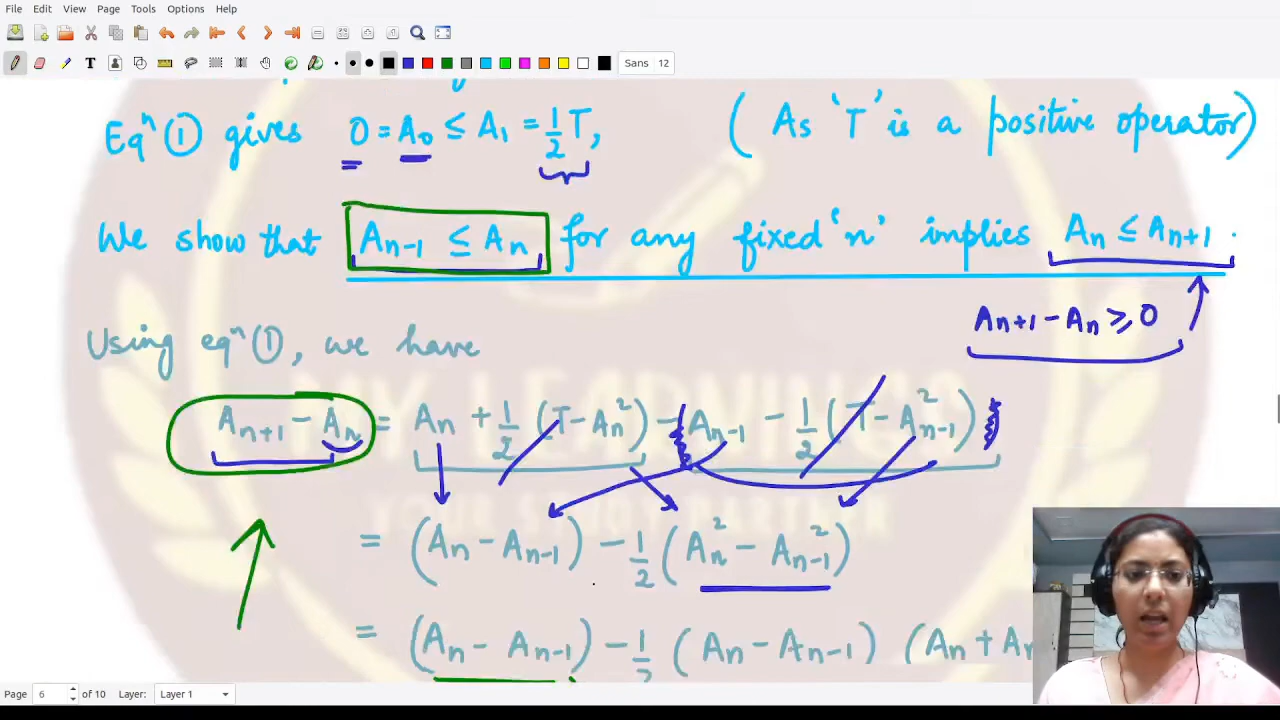 File Edit View Page Tools Options Help
Sans 12
Eqⁿ ① gives 0 = A₀ ≤ A₁ = 1/2 T, (As 'T' is a positive operator)
We show that Aₙ₋₁ ≤ Aₙ for any fixed 'n' implies Aₙ ≤ Aₙ₊₁.
Aₙ₊₁ − Aₙ ≥ 0
Using eqⁿ ①, we have
Aₙ₊₁ − Aₙ = Aₙ + 1/2 (T − Aₙ²) − Aₙ₋₁ − 1/2 (T − Aₙ₋₁²)
= (Aₙ − Aₙ₋₁) − 1/2 (Aₙ² − Aₙ₋₁²)
= (Aₙ − Aₙ₋₁) − 1/2 (Aₙ − Aₙ₋₁) (Aₙ + Aₙ
Page 6 of 10 Layer: Layer 1